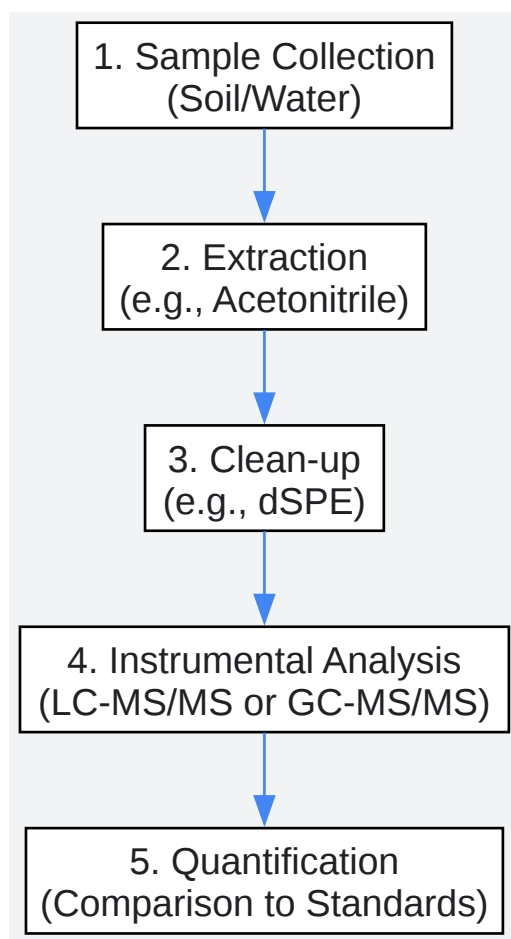 1. Sample Collection
(Soil/Water)
2. Extraction
(e.g., Acetonitrile)
3. Clean-up
(e.g., dSPE)
4. Instrumental Analysis
(LC-MS/MS or GC-MS/MS)
5. Quantification
(Comparison to Standards)